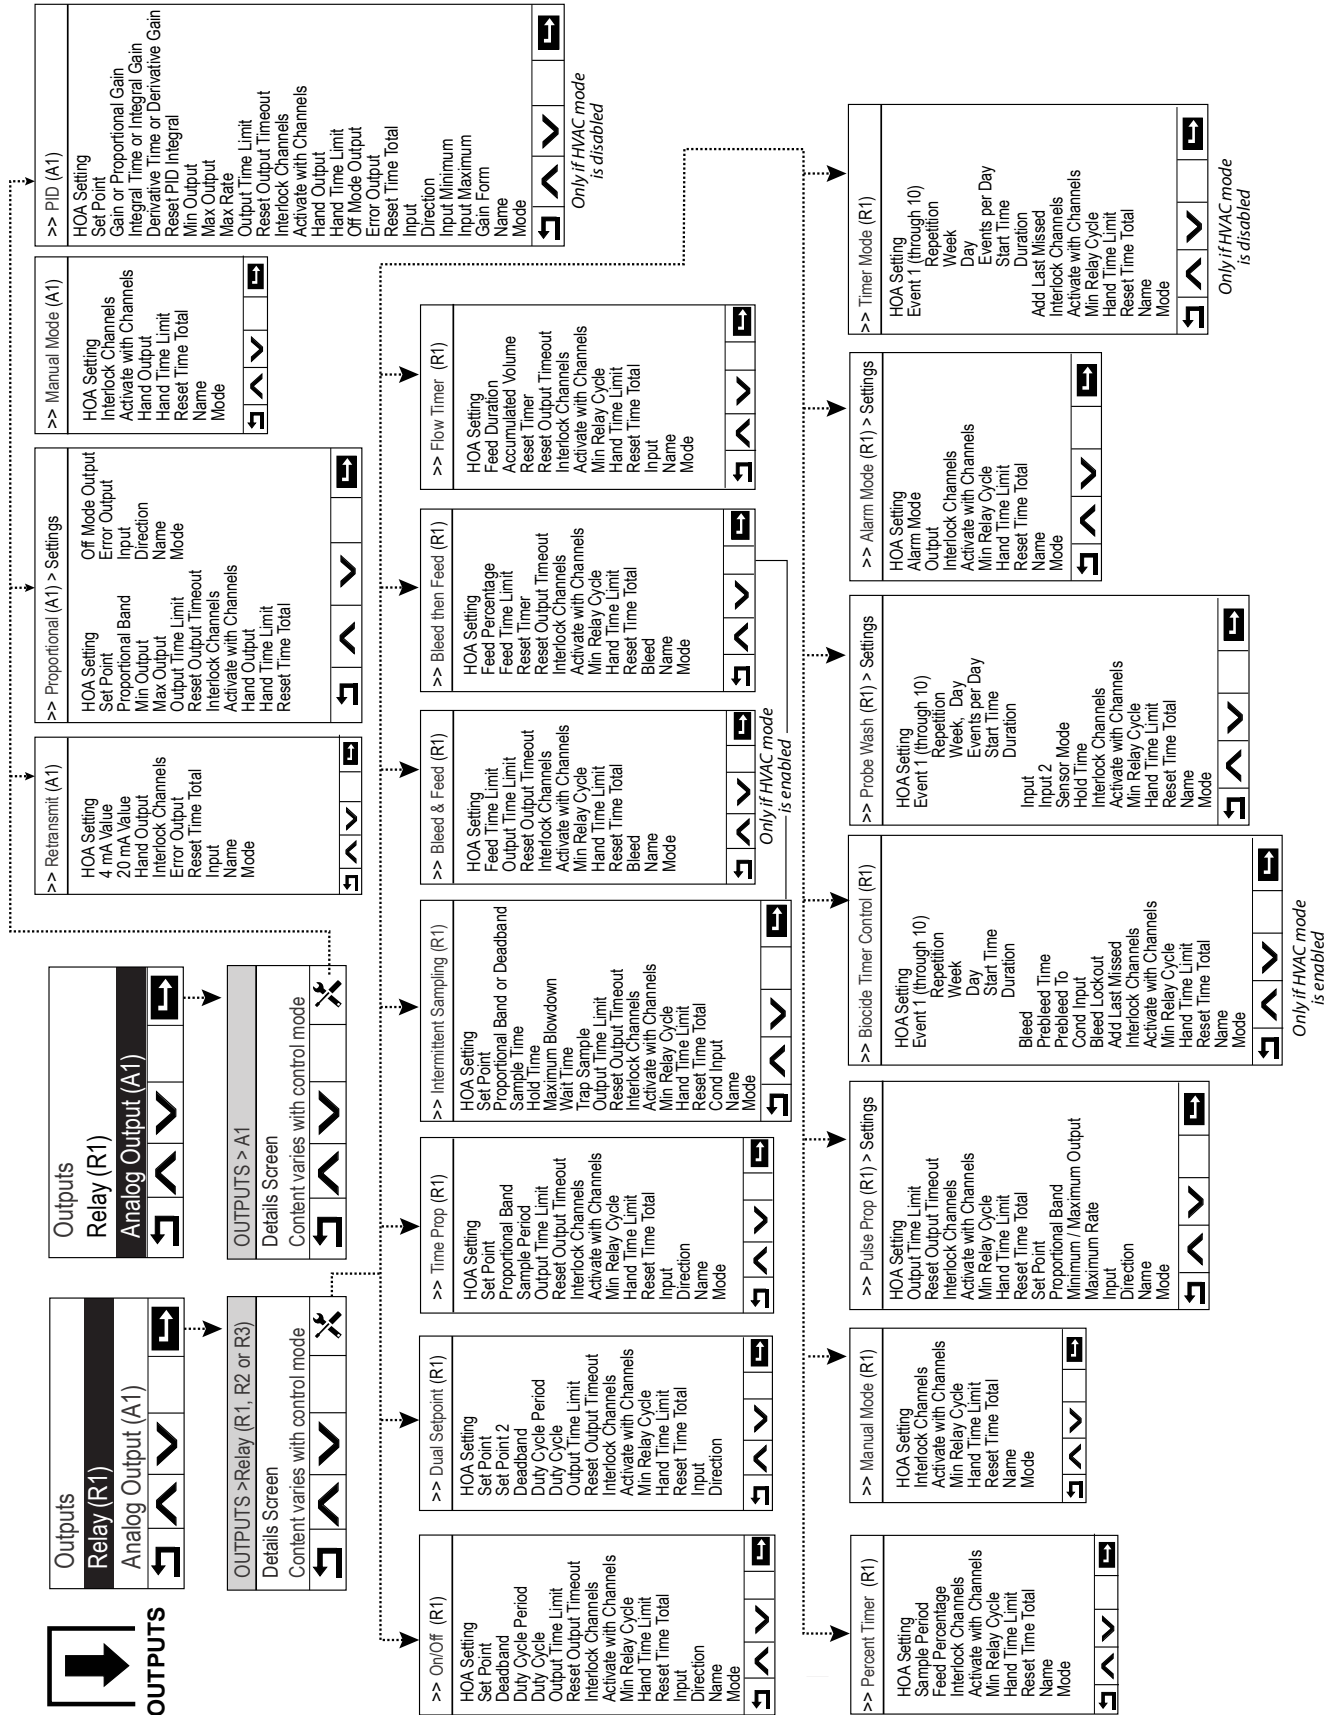 OUTPUTS
Outputs
Relay (R1)
Analog Output (A1)
OUTPUTS >Relay (R1, R2 or R3)
Details Screen
Content varies with control mode
Outputs
Relay (R1)
Analog Output (A1)
OUTPUTS > A1
Details Screen
Content varies with control mode
>> Retransmit (A1)
HOA Setting
4 mA Value
20 mA Value
Hand Output
Interlock Channels
Error Output
Reset Time Total
Input
Name
Mode
>> Proportional (A1) > Settings
HOA Setting
Set Point
Proportional Band
Min Output
Max Output
Output Time Limit
Reset Output Timeout
Interlock Channels
Activate with Channels
Hand Output
Hand Time Limit
Reset Time Total
Off Mode Output
Error Output
Input
Direction
Name
Mode
>> Manual Mode (A1)
HOA Setting
Interlock Channels
Activate with Channels
Hand Output
Hand Time Limit
Reset Time Total
Name
Mode
>> PID (A1)
HOA Setting
Set Point
Gain or Proportional Gain
Integral Time or Integral Gain
Derivative Time or Derivative Gain
Reset PID Integral
Min Output
Max Output
Max Rate
Output Time Limit
Reset Output Timeout
Interlock Channels
Activate with Channels
Hand Output
Hand Time Limit
Off Mode Output
Error Output
Reset Time Total
Input
Direction
Input Minimum
Input Maximum
Gain Form
Name
Mode
Only if HVAC mode
is disabled
>> On/Off (R1)
HOA Setting
Set Point
Deadband
Duty Cycle Period
Duty Cycle
Output Time Limit
Reset Output Timeout
Interlock Channels
Activate with Channels
Min Relay Cycle
Hand Time Limit
Reset Time Total
Input
Direction
Name
Mode
>> Dual Setpoint (R1)
HOA Setting
Set Point
Set Point 2
Deadband
Duty Cycle Period
Duty Cycle
Output Time Limit
Reset Output Timeout
Interlock Channels
Activate with Channels
Min Relay Cycle
Hand Time Limit
Reset Time Total
Input
Direction
>> Time Prop (R1)
HOA Setting
Set Point
Proportional Band
Sample Period
Output Time Limit
Reset Output Timeout
Interlock Channels
Activate with Channels
Min Relay Cycle
Hand Time Limit
Reset Time Total
Input
Direction
Name
Mode
>> Intermittent Sampling (R1)
HOA Setting
Set Point
Proportional Band or Deadband
Sample Time
Hold Time
Maximum Blowdown
Wait Time
Trap Sample
Output Time Limit
Reset Output Timeout
Interlock Channels
Activate with Channels
Min Relay Cycle
Hand Time Limit
Reset Time Total
Cond Input
Name
Mode
>> Bleed & Feed (R1)
HOA Setting
Feed Time Limit
Output Time Limit
Reset Output Timeout
Interlock Channels
Activate with Channels
Min Relay Cycle
Hand Time Limit
Reset Time Total
Bleed
Name
Mode
>> Bleed then Feed (R1)
HOA Setting
Feed Percentage
Feed Time Limit
Reset Timer
Reset Output Timeout
Interlock Channels
Activate with Channels
Min Relay Cycle
Hand Time Limit
Reset Time Total
Bleed
Name
Mode
Only if HVAC mode
is enabled
>> Flow Timer (R1)
HOA Setting
Feed Duration
Accumulated Volume
Reset Timer
Reset Output Timeout
Interlock Channels
Activate with Channels
Min Relay Cycle
Hand Time Limit
Reset Time Total
Input
Name
Mode
>> Percent Timer (R1)
HOA Setting
Sample Period
Feed Percentage
Interlock Channels
Activate with Channels
Min Relay Cycle
Hand Time Limit
Reset Time Total
Name
Mode
>> Manual Mode (R1)
HOA Setting
Interlock Channels
Activate with Channels
Min Relay Cycle
Hand Time Limit
Reset Time Total
Name
Mode
>> Pulse Prop (R1) > Settings
HOA Setting
Output Time Limit
Reset Output Timeout
Interlock Channels
Activate with Channels
Min Relay Cycle
Hand Time Limit
Reset Time Total
Set Point
Proportional Band
Minimum / Maximum Output
Maximum Rate
Input
Direction
Name
Mode
>> Biocide Timer Control (R1)
HOA Setting
Event 1 (through 10)
Repetition
Week
Day
Start Time
Duration
Bleed
Prebleed Time
Prebleed To
Cond Input
Bleed Lockout
Add Last Missed
Interlock Channels
Activate with Channels
Min Relay Cycle
Hand Time Limit
Reset Time Total
Name
Mode
Only if HVAC mode
is enabled
>> Probe Wash (R1) > Settings
HOA Setting
Event 1 (through 10)
Repetition
Week, Day
Events per Day
Start Time
Duration
Input
Input 2
Sensor Mode
Hold Time
Interlock Channels
Activate with Channels
Min Relay Cycle
Hand Time Limit
Reset Time Total
Name
Mode
>> Alarm Mode (R1) > Settings
HOA Setting
Alarm Mode
Output
Interlock Channels
Activate with Channels
Min Relay Cycle
Hand Time Limit
Reset Time Total
Name
Mode
>> Timer Mode (R1)
HOA Setting
Event 1 (through 10)
Repetition
Week
Day
Events per Day
Start Time
Duration
Add Last Missed
Interlock Channels
Activate with Channels
Min Relay Cycle
Hand Time Limit
Reset Time Total
Name
Mode
Only if HVAC mode
is disabled